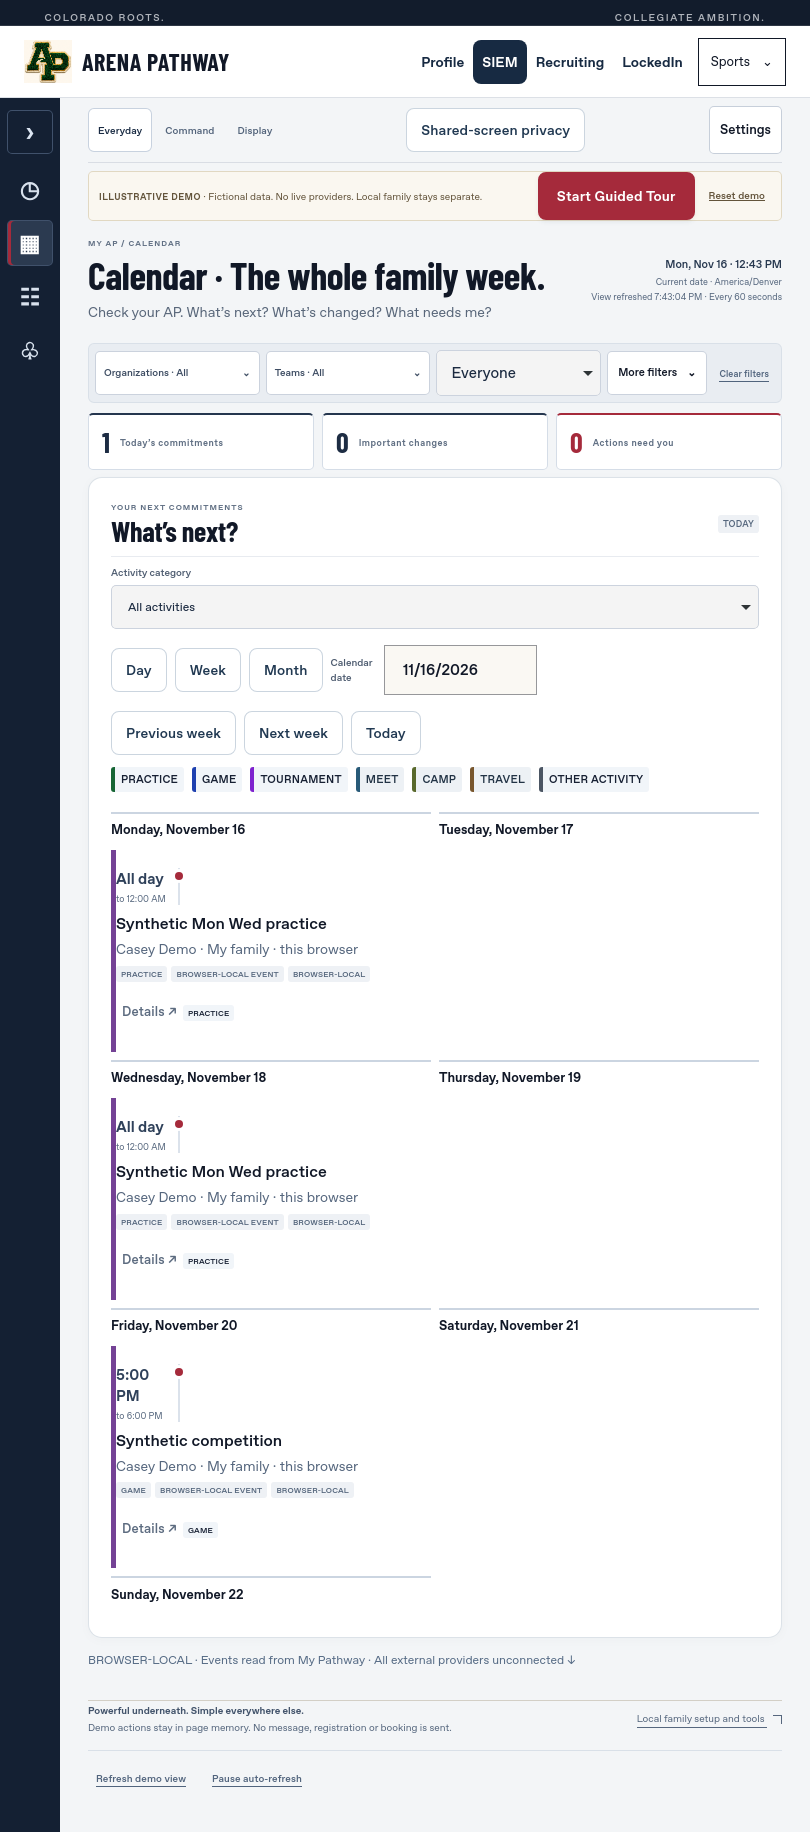 COLORADO ROOTS.
COLLEGIATE AMBITION.
AP ARENA PATHWAY
Profile SIEM Recruiting LockedIn Sports
Everyday Command Display Shared-screen privacy Settings
ILLUSTRATIVE DEMO · Fictional data. No live providers. Local family stays separate. Start Guided Tour Reset demo
MY AP / CALENDAR
Calendar · The whole family week.
Check your AP. What's next? What's changed? What needs me?
Mon, Nov 16 · 12:43 PM
Current date · America/Denver
View refreshed 7:43:04 PM · Every 60 seconds
Organizations · All Teams · All Everyone More filters Clear filters
1 Today's commitments 0 Important changes 0 Actions need you
YOUR NEXT COMMITMENTS
What's next?
TODAY
Activity category
All activities
Day Week Month Calendar date 11/16/2026
Previous week Next week Today
PRACTICE GAME TOURNAMENT MEET CAMP TRAVEL OTHER ACTIVITY
Monday, November 16 Tuesday, November 17
All day
to 12:00 AM
Synthetic Mon Wed practice
Casey Demo · My family · this browser
PRACTICE BROWSER-LOCAL EVENT BROWSER-LOCAL
Details ↗ PRACTICE
Wednesday, November 18 Thursday, November 19
All day
to 12:00 AM
Synthetic Mon Wed practice
Casey Demo · My family · this browser
PRACTICE BROWSER-LOCAL EVENT BROWSER-LOCAL
Details ↗ PRACTICE
Friday, November 20 Saturday, November 21
5:00
PM
to 6:00 PM
Synthetic competition
Casey Demo · My family · this browser
GAME BROWSER-LOCAL EVENT BROWSER-LOCAL
Details ↗ GAME
Sunday, November 22
BROWSER-LOCAL · Events read from My Pathway · All external providers unconnected ↓
Powerful underneath. Simple everywhere else.
Demo actions stay in page memory. No message, registration or booking is sent.
Local family setup and tools
Refresh demo view Pause auto-refresh